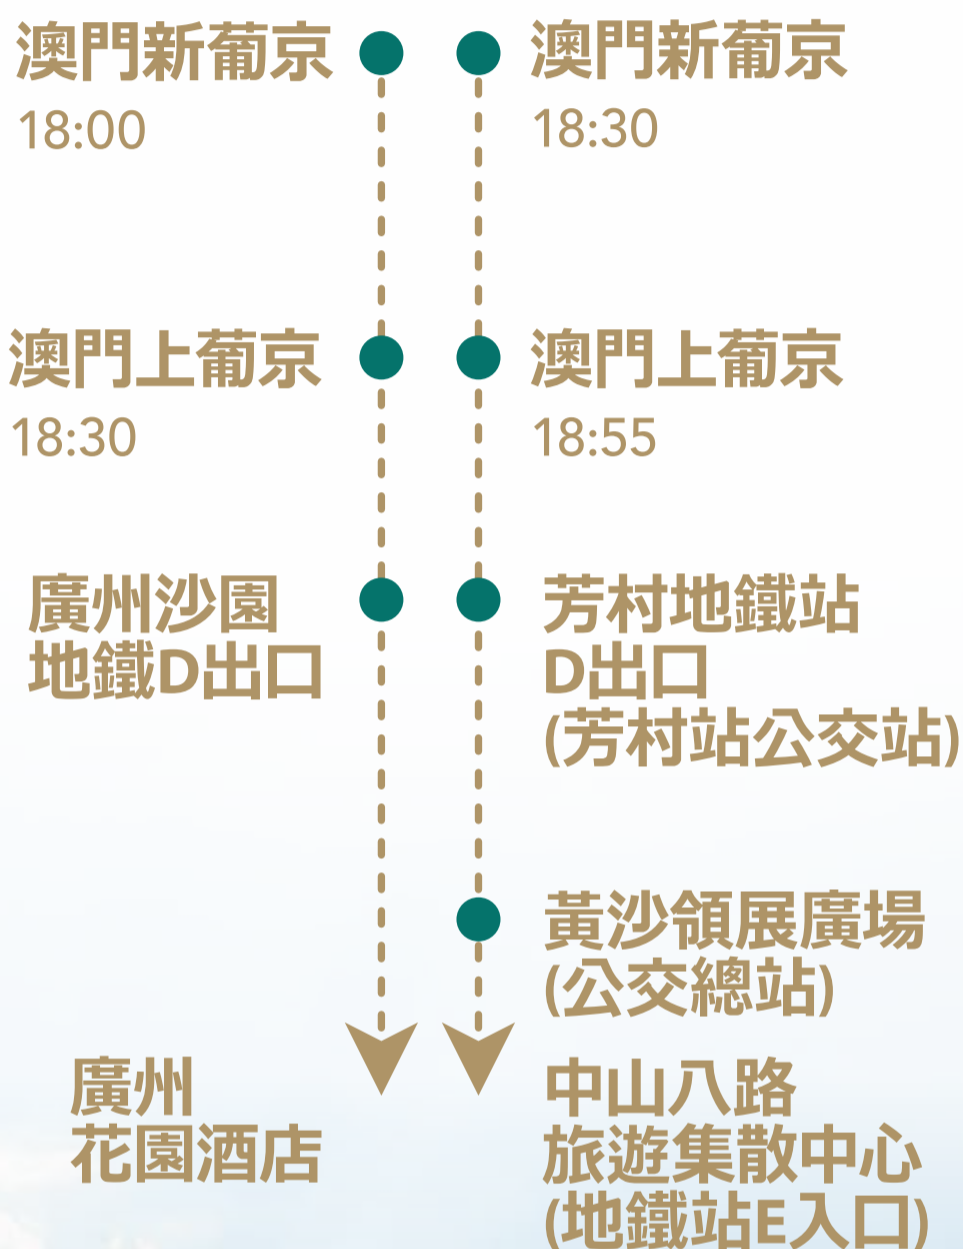 澳門新葡京
18:00
澳門上葡京
18:30
廣州沙園
地鐵D出口
廣州
花園酒店
澳門新葡京
18:30
澳門上葡京
18:55
芳村地鐵站
D出口
(芳村站公交站)
黃沙領展廣場
(公交總站)
中山八路
旅遊集散中心
(地鐵站E入口)